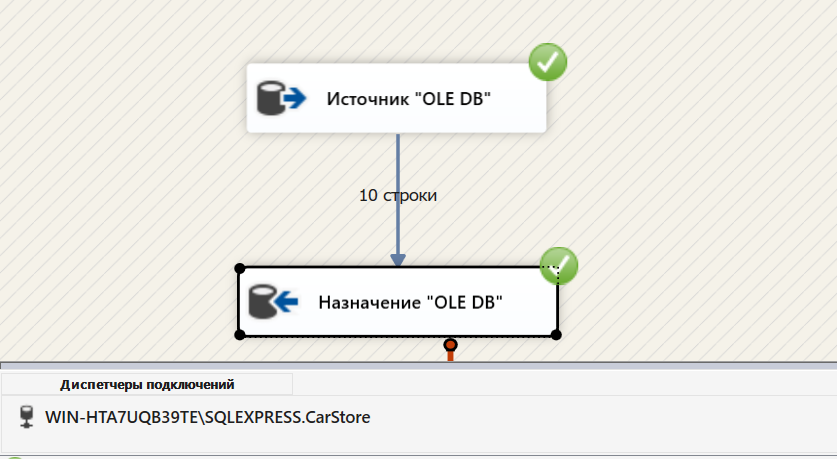 Источник "OLE DB"
10 строки
Назначение "OLE DB"
Диспетчеры подключений
WIN-HTA7UQB39TE\SQLEXPRESS.CarStore